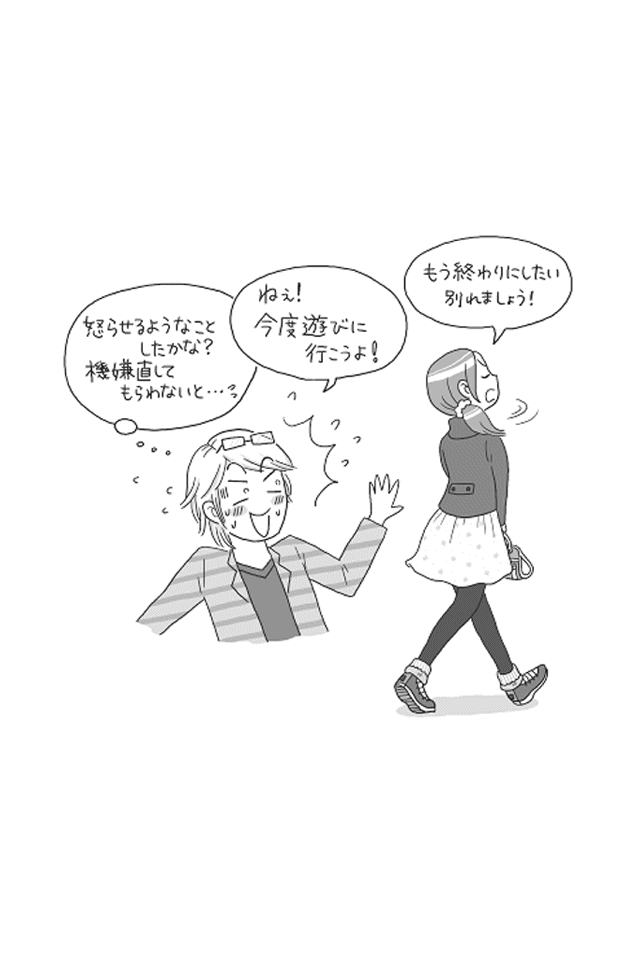 もう終わりにしたい
別れましょう!
ねぇ!
今度遊びに
行こうよ!
怒らせるようなこと
したかな?
機嫌直して
もらわないと…